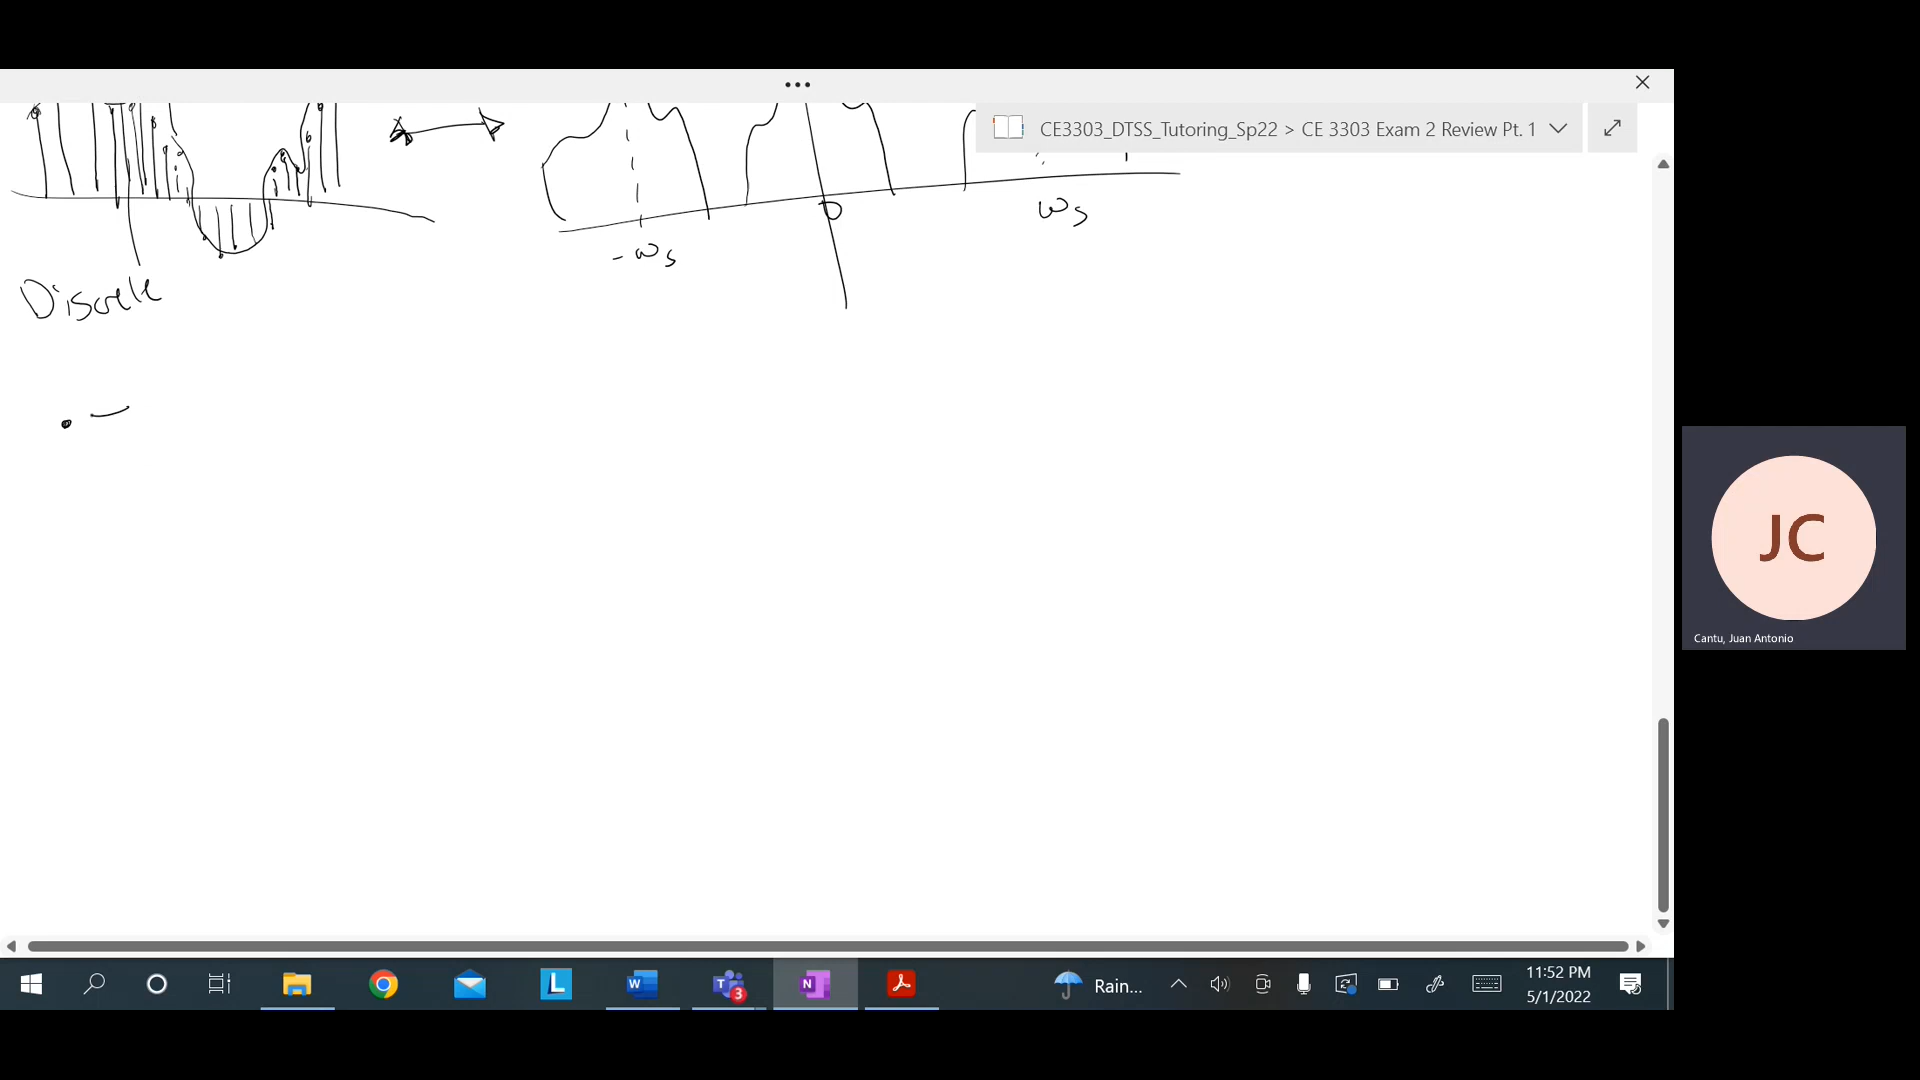 CE3303_DTSS_Tutoring_Sp22 > CE 3303 Exam 2 Review Pt. 1
0
ωs
-ωs
Discrete
JC
Cantu, Juan Antonio
L
W
T
3
N
Rain...
11:52 PM
5/1/2022